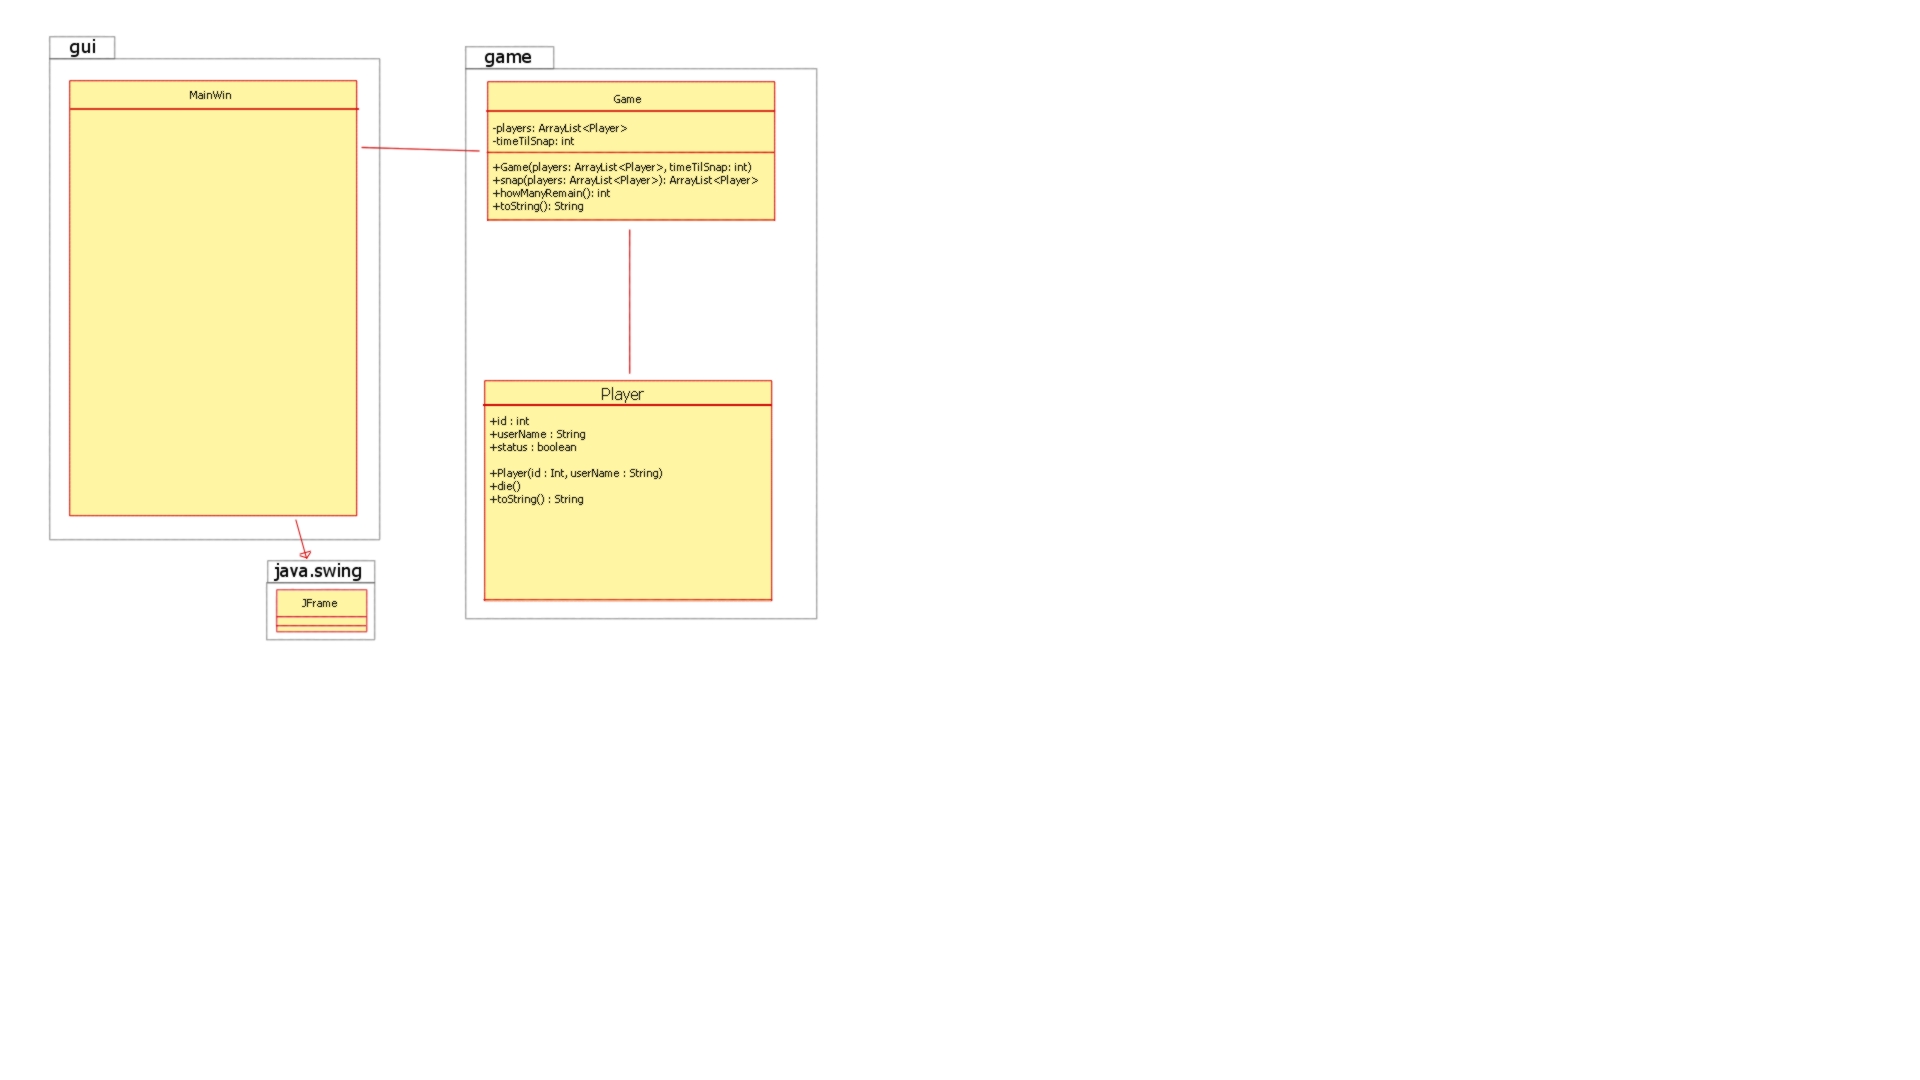 gui
MainWin
java.swing
JFrame
game
Game
-players: ArrayList<Player>
-timeTilSnap: int
+Game(players: ArrayList<Player>, timeTilSnap: int)
+snap(players: ArrayList<Player>): ArrayList<Player>
+howManyRemain(): int
+toString(): String
Player
+id : int
+userName : String
+status : boolean
+Player(id : Int, userName : String)
+die()
+toString() : String